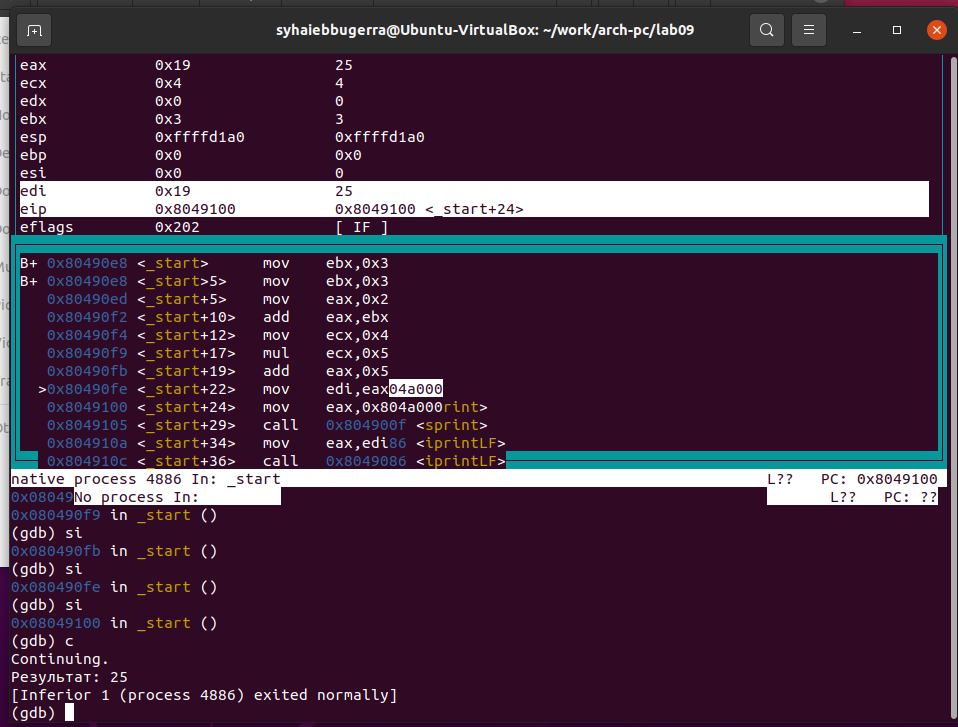 syhaiebbugerra@Ubuntu-VirtualBox: ~/work/arch-pc/lab09
eax 0x19 25
ecx 0x4 4
edx 0x0 0
ebx 0x3 3
esp 0xffffd1a0 0xffffd1a0
ebp 0x0 0x0
esi 0x0 0
edi 0x19 25
eip 0x8049100 0x8049100 <_start+24>
eflags 0x202 [ IF ]
B+ 0x80490e8 <_start> mov ebx,0x3
B+ 0x80490e8 <_start>5> mov ebx,0x3
0x80490ed <_start+5> mov eax,0x2
0x80490f2 <_start+10> add eax,ebx
0x80490f4 <_start+12> mov ecx,0x4
0x80490f9 <_start+17> mul ecx,0x5
0x80490fb <_start+19> add eax,0x5
>0x80490fe <_start+22> mov edi,eax04a000
0x8049100 <_start+24> mov eax,0x804a000rint>
0x8049105 <_start+29> call 0x804900f <sprint>
0x804910a <_start+34> mov eax,edi86 <iprintLF>
0x804910c <_start+36> call 0x8049086 <iprintLF>
native process 4886 In: _start L?? PC: 0x8049100
0x08049No process In: L?? PC: ??
0x080490f9 in _start ()
(gdb) si
0x080490fb in _start ()
(gdb) si
0x080490fe in _start ()
(gdb) si
0x08049100 in _start ()
(gdb) c
Continuing.
Результат: 25
[Inferior 1 (process 4886) exited normally]
(gdb)